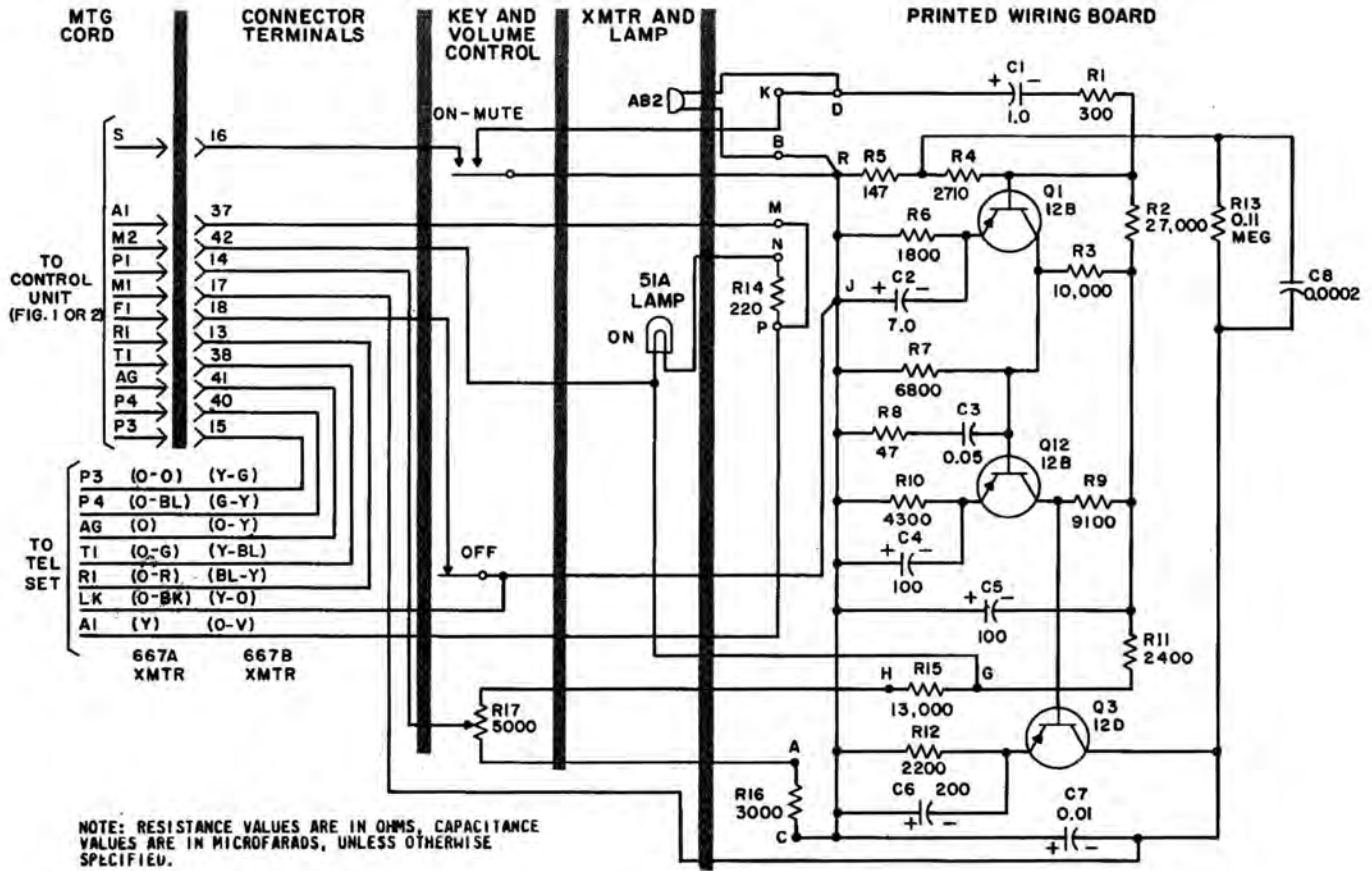 MTG
CORD
CONNECTOR
TERMINALS
KEY AND
VOLUME
CONTROL
XMTR AND
LAMP
PRINTED WIRING BOARD
TO
CONTROL
UNIT
(FIG. 1 OR 2)
S 16
A1 37
M2 42
P1 14
M1 17
F1 18
R1 13
T1 38
AG 41
P4 40
P3 15
TO
TEL
SET
P3 (O-O) (Y-G)
P4 (O-BL) (G-Y)
AG (O) (O-Y)
T1 (O-G) (Y-BL)
R1 (O-R) (BL-Y)
LK (O-BK) (Y-O)
A1 (Y) (O-V)
667A
XMTR
667B
XMTR
ON-MUTE
OFF
R17
5000
AB2
51A
LAMP
ON
K
D
B
R
M
N
R14
220
P
J
H
G
A
R16
3000
C
+ C1 -
1.0
R1
300
R5
147
R4
2710
Q1
12B
R2
27,000
R13
0.11
MEG
C8
0.0002
R6
1800
R3
10,000
+ C2 -
7.0
R7
6800
R8
47
C3
0.05
Q12
12B
R10
4300
R9
9100
+ C4 -
100
+ C5 -
100
R11
2400
R15
13,000
Q3
12D
R12
2200
C6 200
+ -
C7
0.01
+ -
NOTE: RESISTANCE VALUES ARE IN OHMS, CAPACITANCE
VALUES ARE IN MICROFARADS, UNLESS OTHERWISE
SPECIFIED.